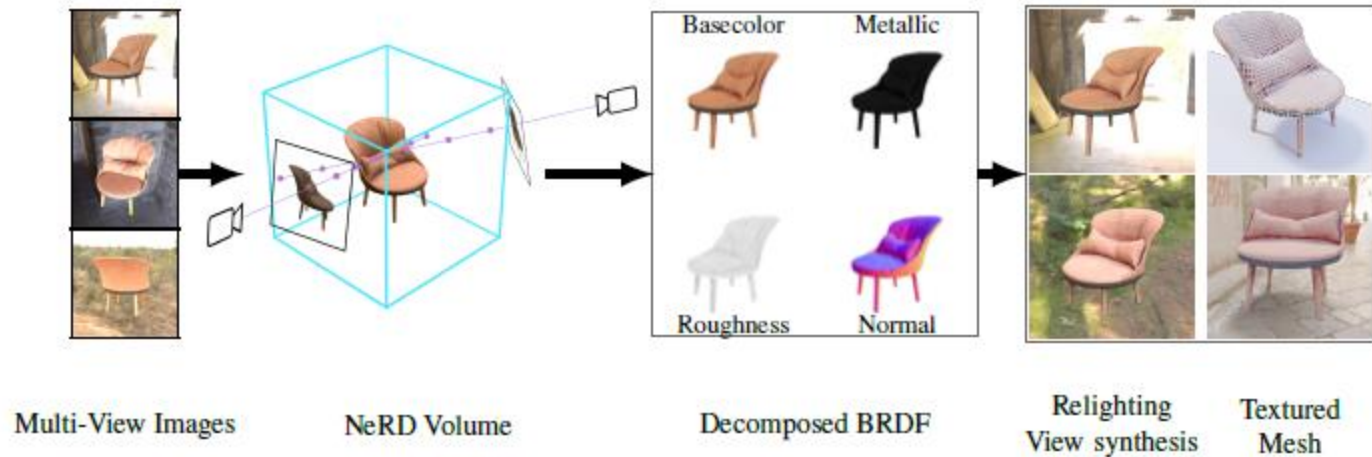 Basecolor Metallic
Roughness Normal
Multi-View Images NeRD Volume Decomposed BRDF Relighting Textured
View synthesis Mesh